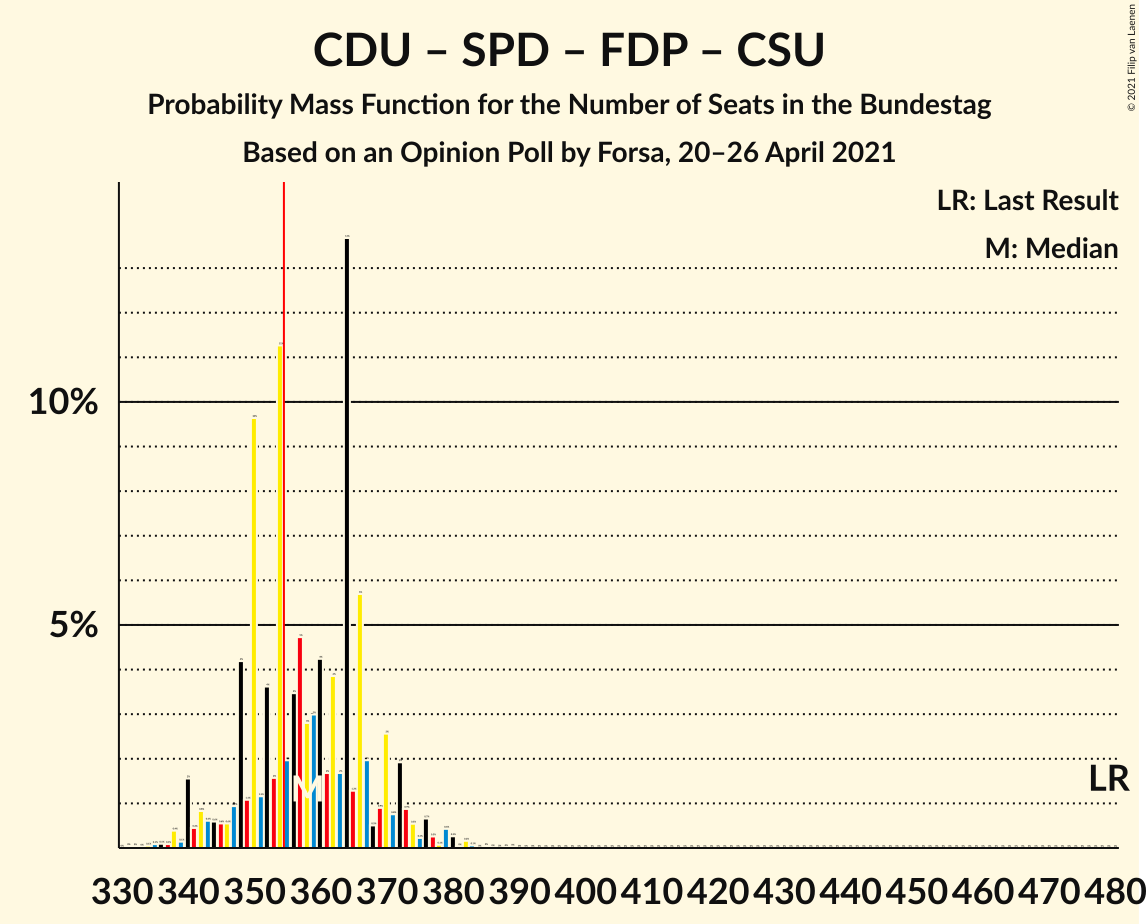 © 2021 Filip van Laenen
CDU – SPD – FDP – CSU
Probability Mass Function for the Number of Seats in the Bundestag
Based on an Opinion Poll by Forsa, 20–26 April 2021
LR: Last Result
M: Median
10%
5%
M
LR
330 340 350 360 370 380 390 400 410 420 430 440 450 460 470 480